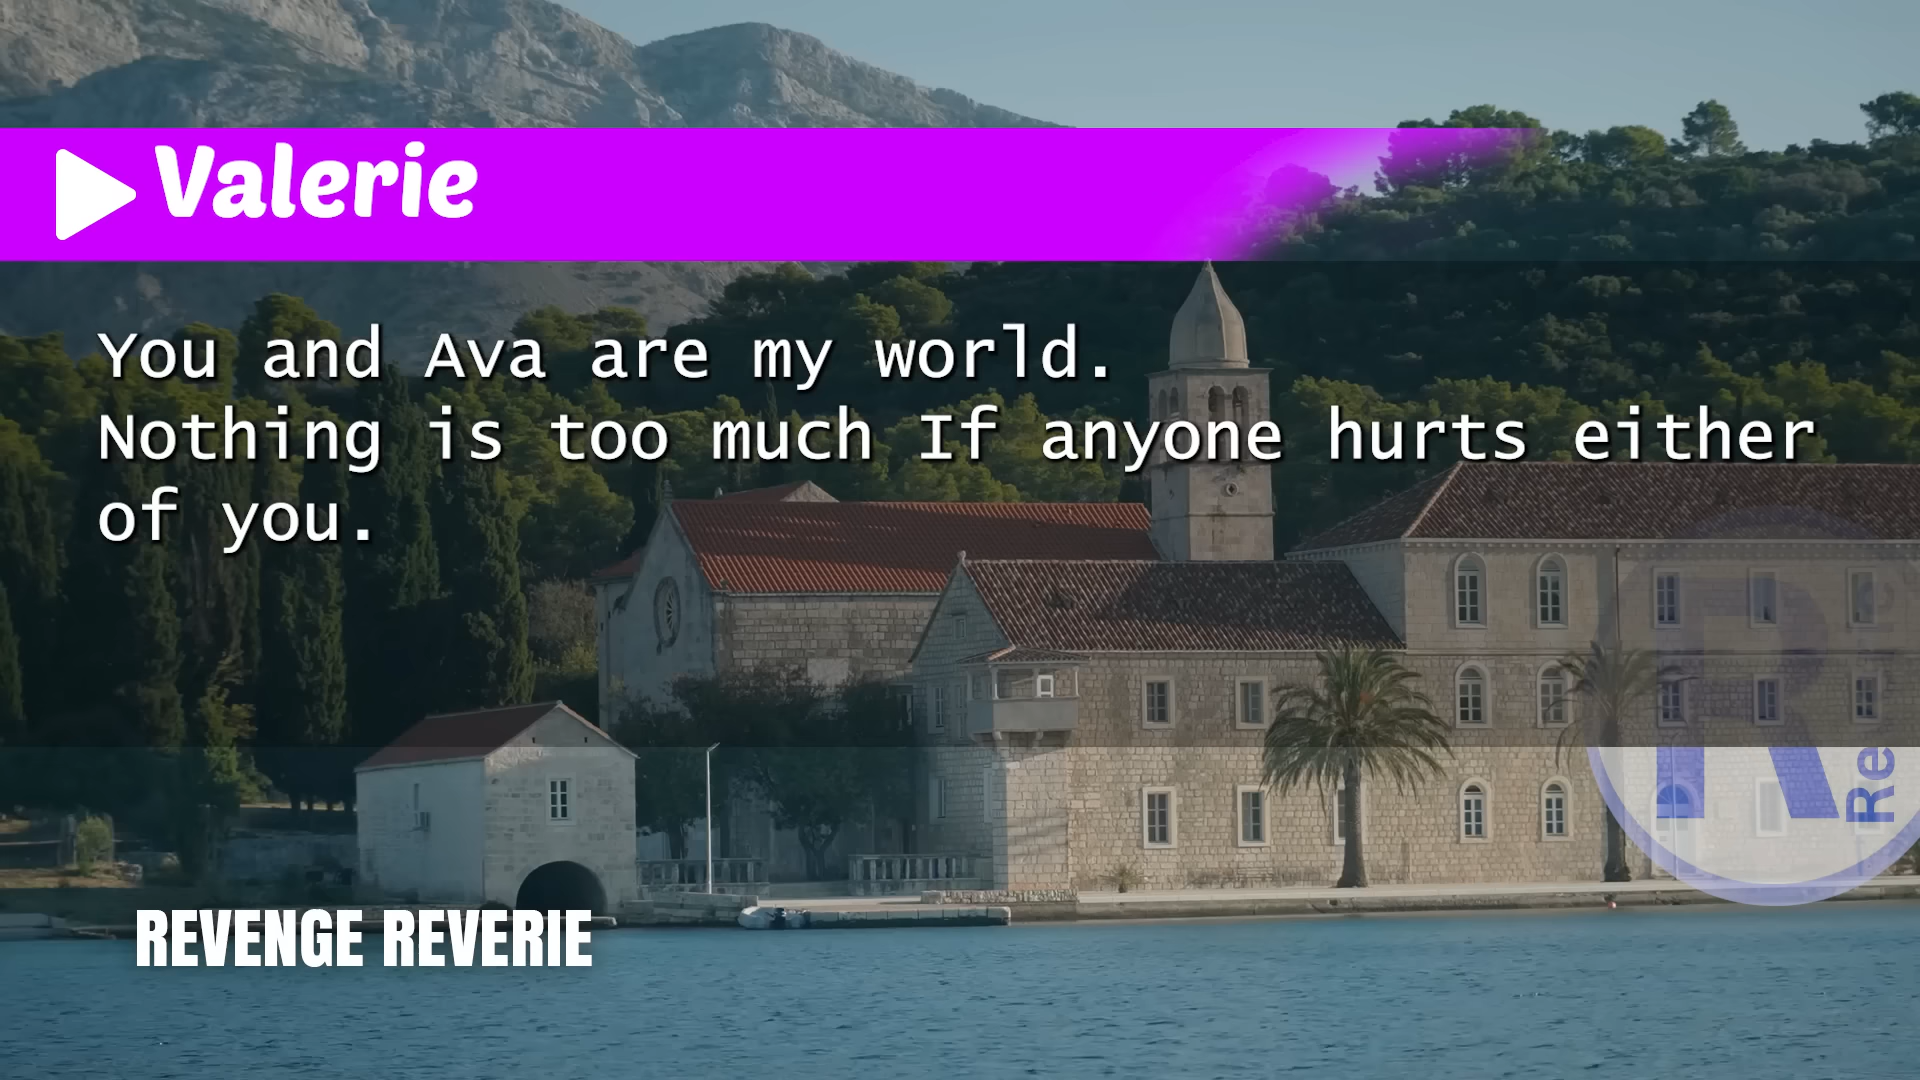 Valerie
You and Ava are my world.
Nothing is too much If anyone hurts either
of you.
REVENGE REVERIE
R
Re